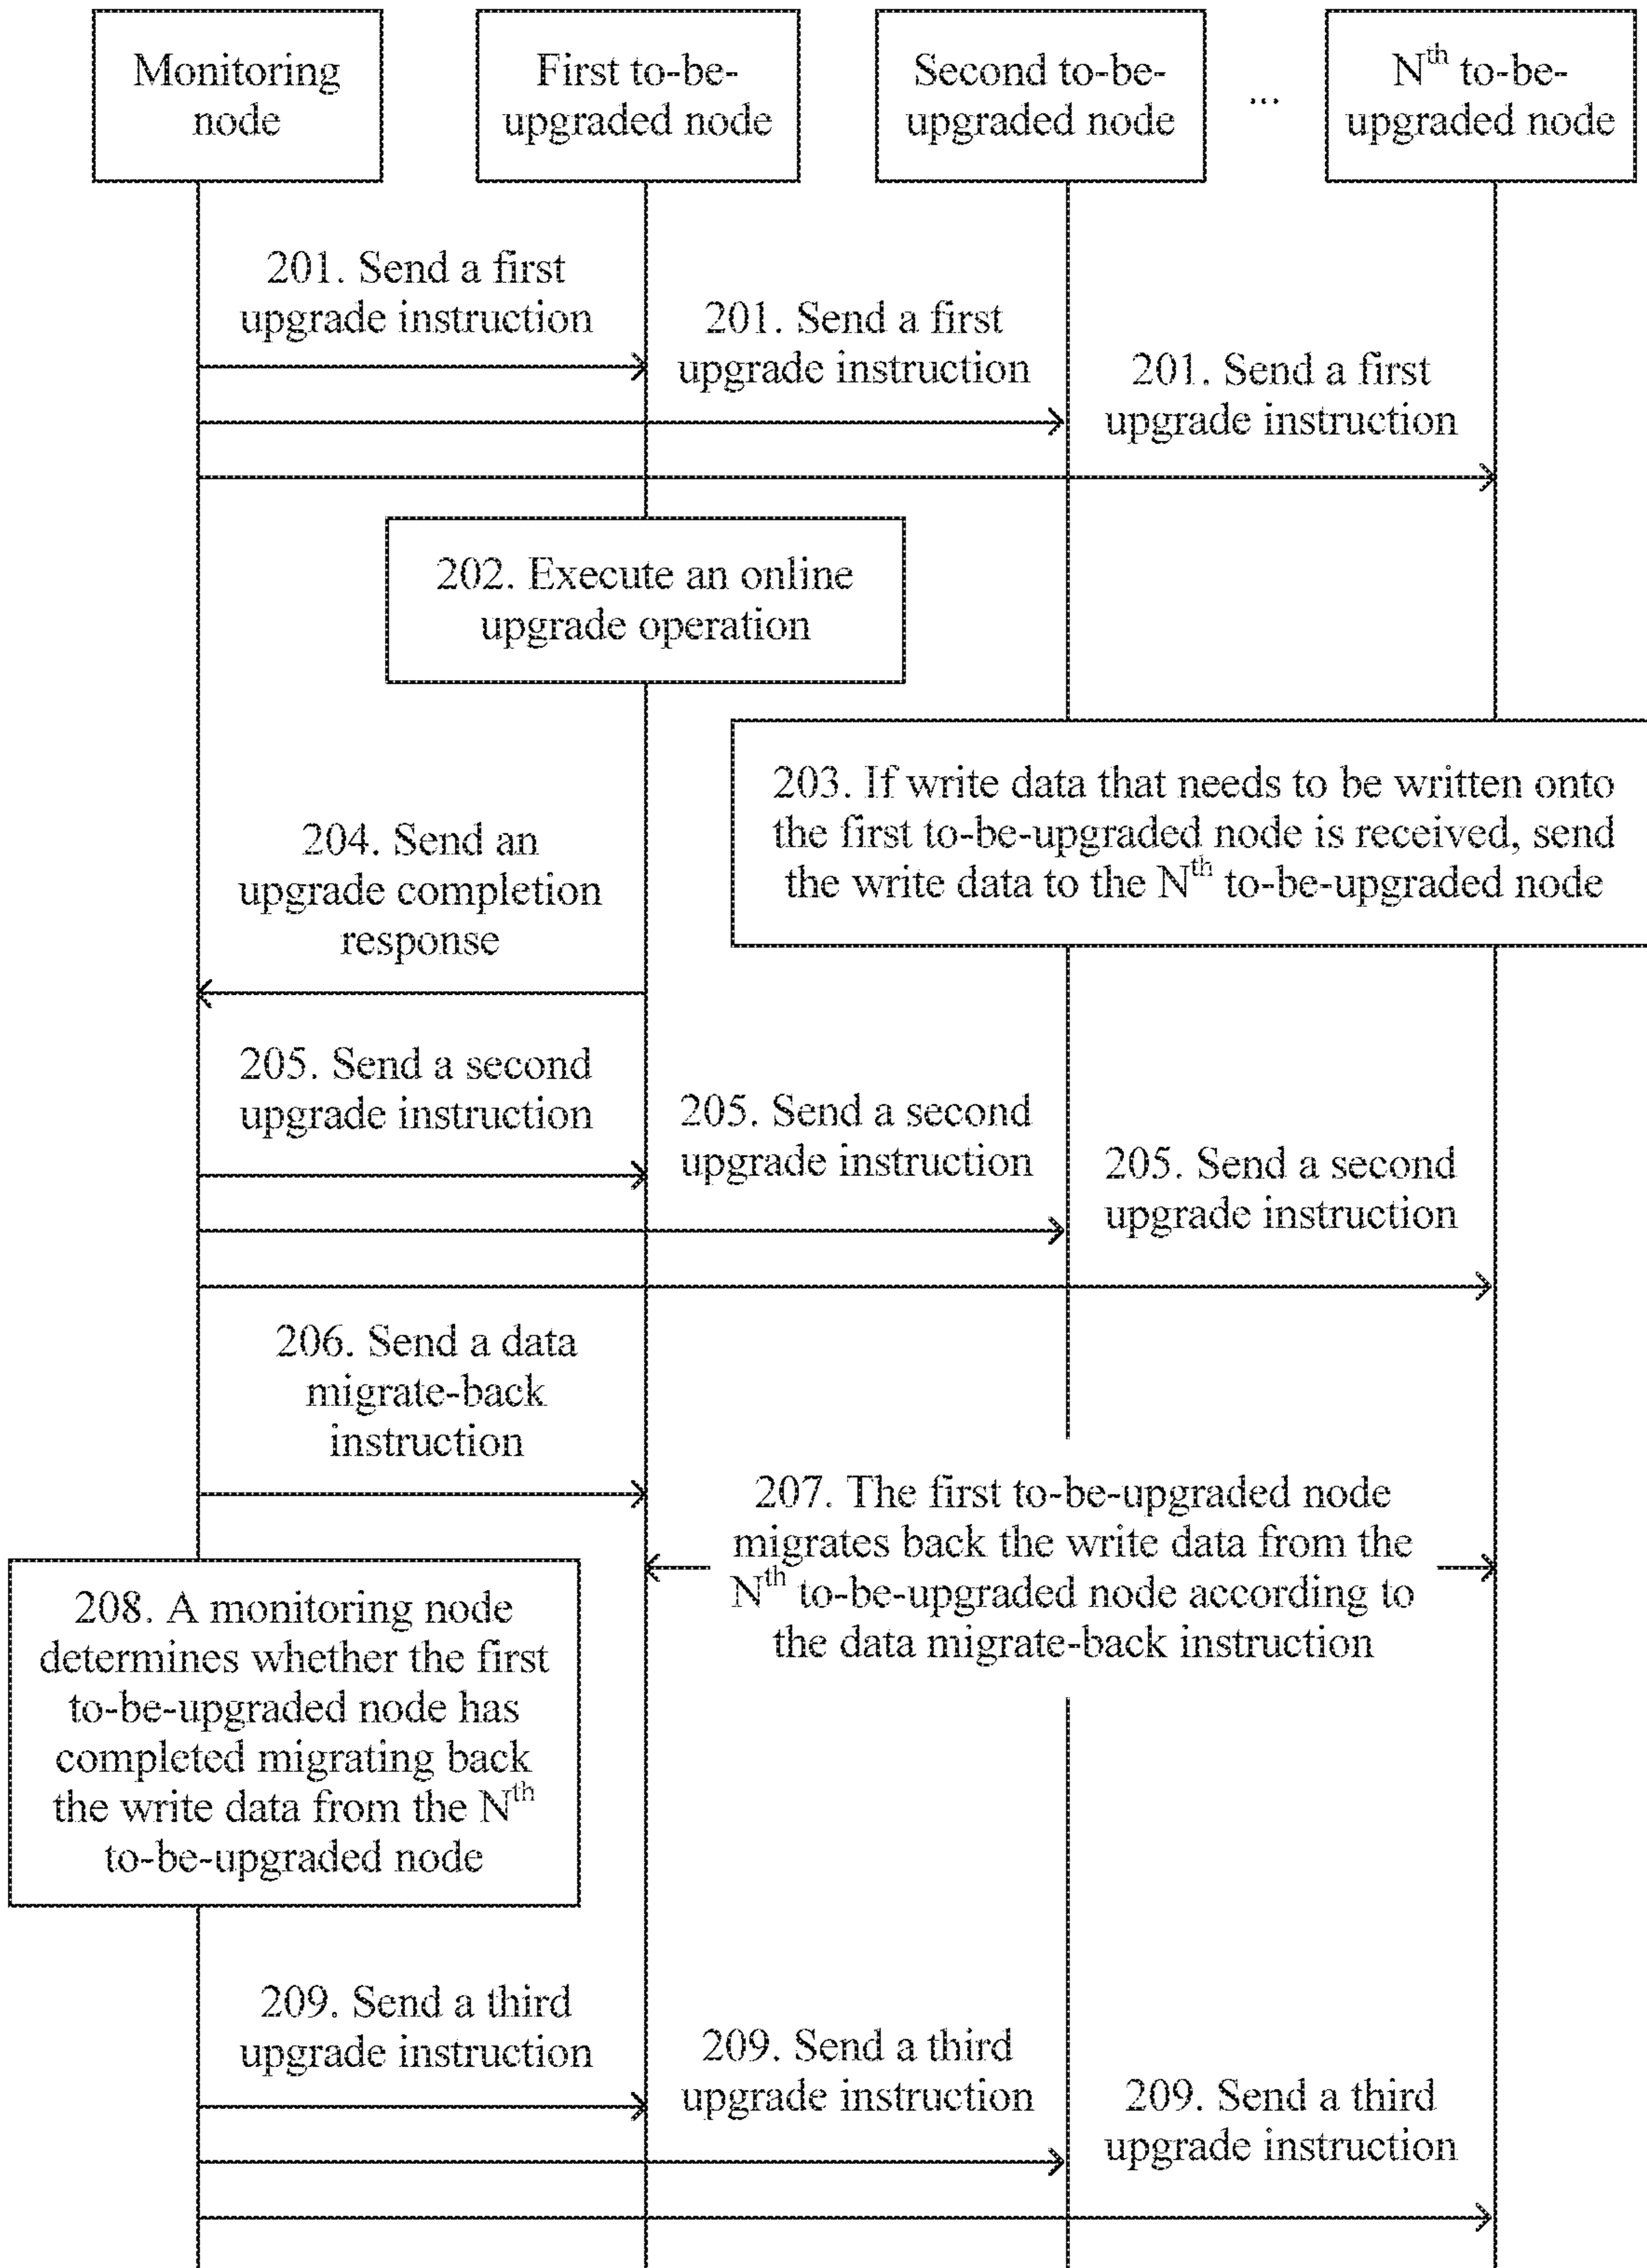 Monitoring
node
First to-be-
upgraded node
Second to-be-
upgraded node
...
Nth to-be-
upgraded node
201. Send a first
upgrade instruction
201. Send a first
upgrade instruction
201. Send a first
upgrade instruction
202. Execute an online
upgrade operation
203. If write data that needs to be written onto
the first to-be-upgraded node is received, send
the write data to the Nth to-be-upgraded node
204. Send an
upgrade completion
response
205. Send a second
upgrade instruction
205. Send a second
upgrade instruction
205. Send a second
upgrade instruction
206. Send a data
migrate-back
instruction
207. The first to-be-upgraded node
migrates back the write data from the
Nth to-be-upgraded node according to
the data migrate-back instruction
208. A monitoring node
determines whether the first
to-be-upgraded node has
completed migrating back
the write data from the Nth
to-be-upgraded node
209. Send a third
upgrade instruction
209. Send a third
upgrade instruction
209. Send a third
upgrade instruction